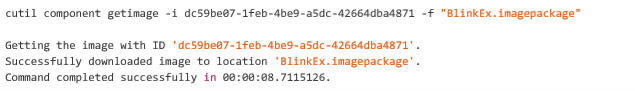 cutil component getimage -i dc59be07-1feb-4be9-a5dc-42664dba4871 -f "BlinkEx.imagepackage"
Getting the image with ID 'dc59be07-1feb-4be9-a5dc-42664dba4871'.
Successfully downloaded image to location 'BlinkEx.imagepackage'.
Command completed successfully in 00:00:08.7115126.